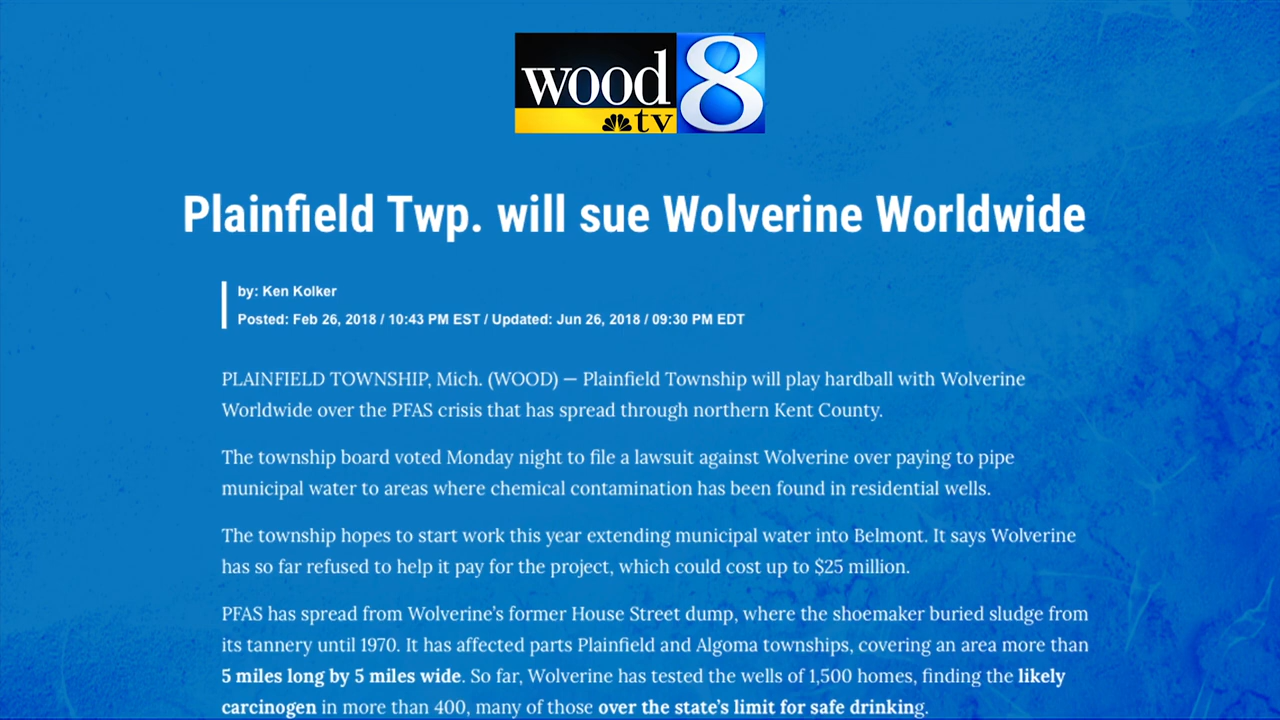 wood
tv
8
Plainfield Twp. will sue Wolverine Worldwide
by: Ken Kolker
Posted: Feb 26, 2018 / 10:43 PM EST / Updated: Jun 26, 2018 / 09:30 PM EDT
PLAINFIELD TOWNSHIP, Mich. (WOOD) — Plainfield Township will play hardball with Wolverine
Worldwide over the PFAS crisis that has spread through northern Kent County.
The township board voted Monday night to file a lawsuit against Wolverine over paying to pipe
municipal water to areas where chemical contamination has been found in residential wells.
The township hopes to start work this year extending municipal water into Belmont. It says Wolverine
has so far refused to help it pay for the project, which could cost up to $25 million.
PFAS has spread from Wolverine’s former House Street dump, where the shoemaker buried sludge from
its tannery until 1970. It has affected parts Plainfield and Algoma townships, covering an area more than
5 miles long by 5 miles wide. So far, Wolverine has tested the wells of 1,500 homes, finding the likely
carcinogen in more than 400, many of those over the state’s limit for safe drinking.